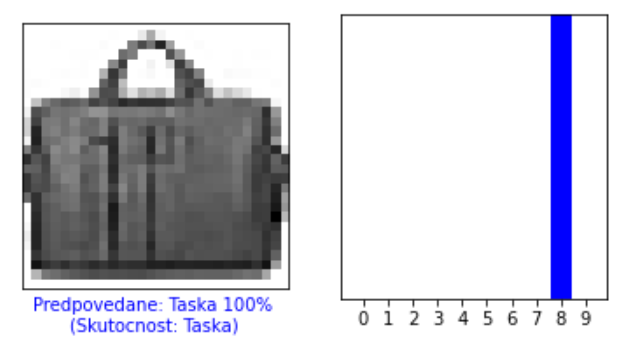 Predpovedane: Taska 100%
(Skutocnost: Taska)
0 1 2 3 4 5 6 7 8 9